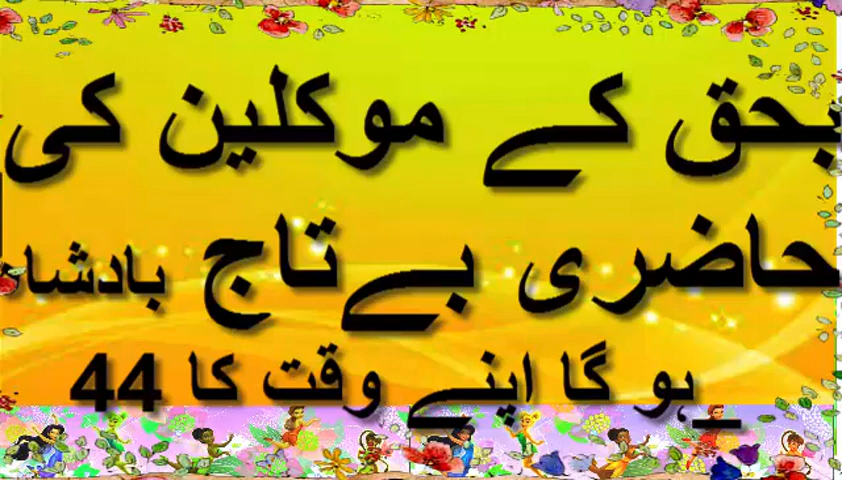 بحق کے موکلین کی
حاضری بے تاج بادشاہ
ہو گا اپنے وقت کا 44